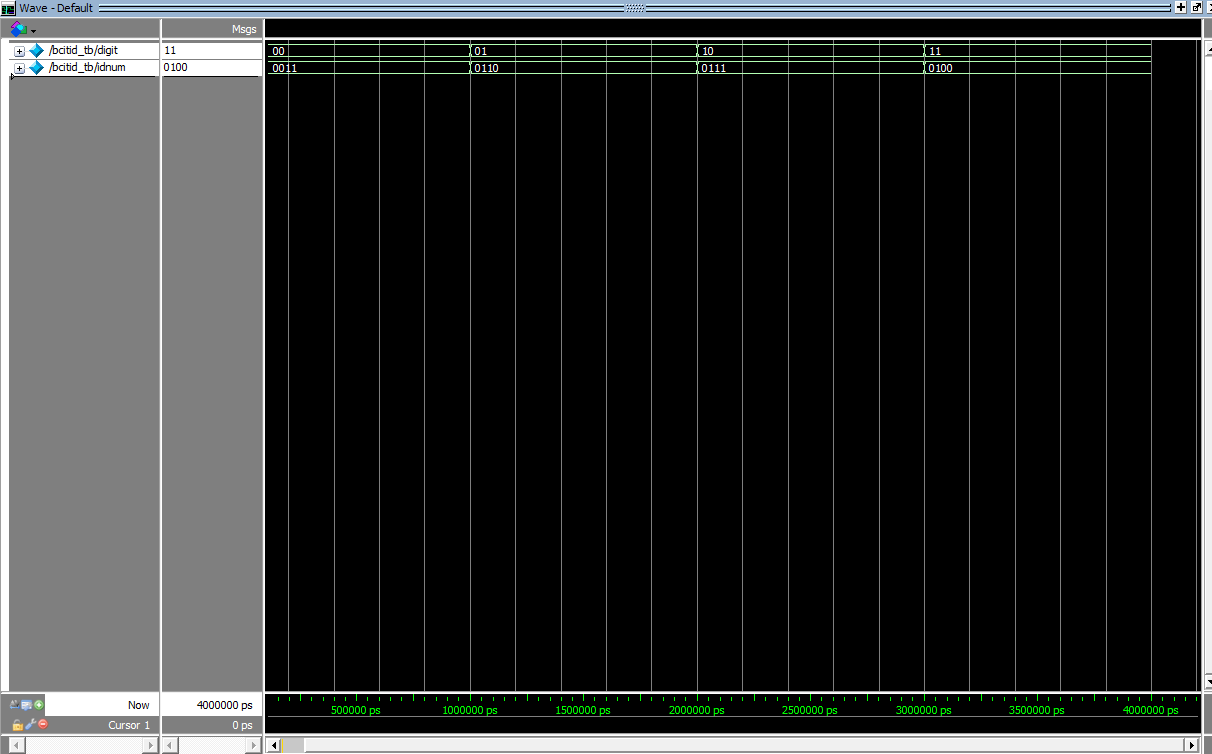 Wave - Default
Msgs
/bcitid_tb/digit 11 00 01 10 11
/bcitid_tb/idnum 0100 0011 0110 0111 0100
Now 4000000 ps 500000 ps 1000000 ps 1500000 ps 2000000 ps 2500000 ps 3000000 ps 3500000 ps 4000000 ps
Cursor 1 0 ps